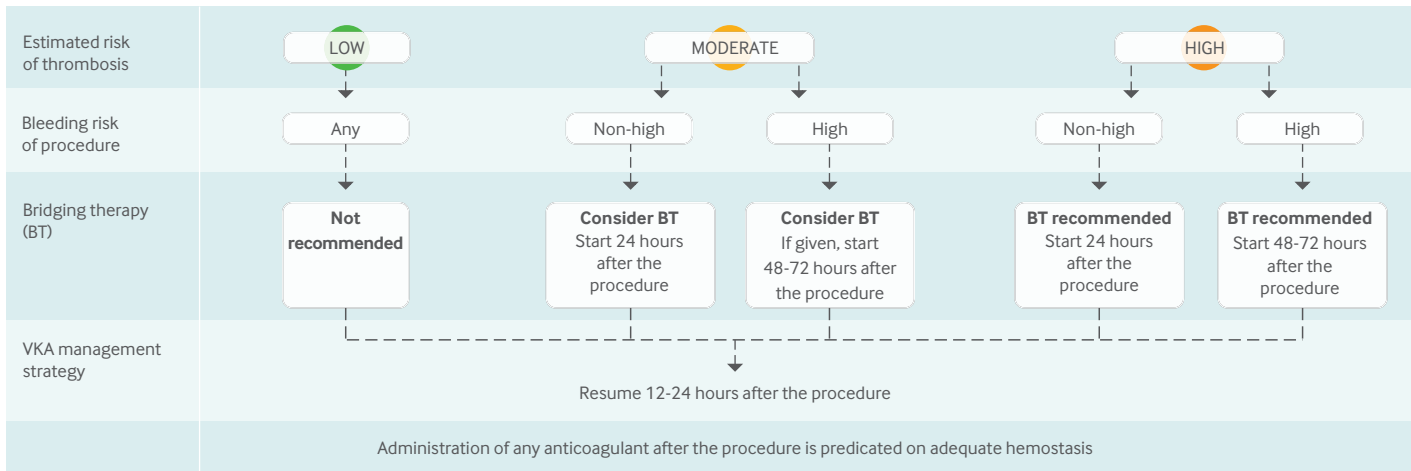 Estimated risk
of thrombosis
LOW
MODERATE
HIGH
Bleeding risk
of procedure
Any
Non-high
High
Non-high
High
Bridging therapy
(BT)
Not
recommended
Consider BT
Start 24 hours
after the
procedure
Consider BT
If given, start
48-72 hours after
the procedure
BT recommended
Start 24 hours
after the
procedure
BT recommended
Start 48-72 hours
after the
procedure
VKA management
strategy
Resume 12-24 hours after the procedure
Administration of any anticoagulant after the procedure is predicated on adequate hemostasis